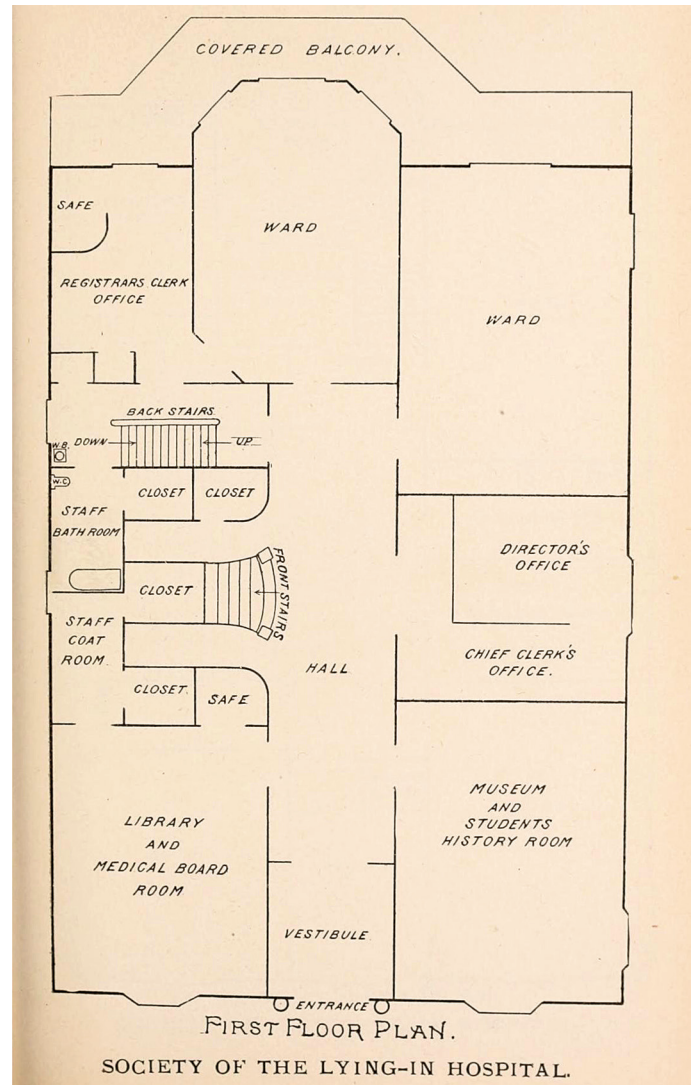 COVERED BALCONY.
SAFE
WARD
REGISTRARS CLERK
OFFICE
WARD
BACK STAIRS
W.B. DOWN
UP
W.C.
CLOSET
CLOSET
STAFF
BATH ROOM
DIRECTOR'S
OFFICE
CLOSET
FRONT STAIRS
STAFF
COAT
ROOM.
CHIEF CLERK'S
OFFICE.
HALL
CLOSET.
SAFE
MUSEUM
AND
STUDENTS
HISTORY ROOM
LIBRARY
AND
MEDICAL BOARD
ROOM
VESTIBULE
ENTRANCE
FIRST FLOOR PLAN.
SOCIETY OF THE LYING-IN HOSPITAL.